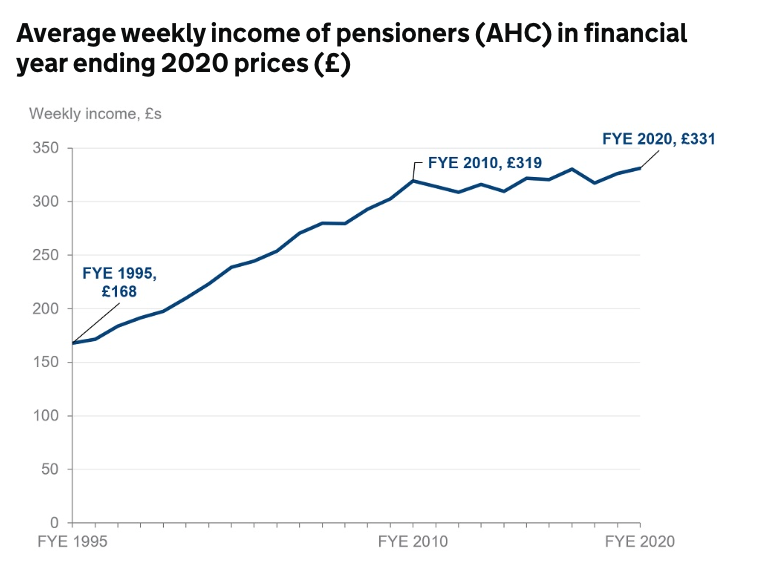 Average weekly income of pensioners (AHC) in financial
year ending 2020 prices (£)
Weekly income, £s
350
300
250
200
150
100
50
0
FYE 1995,
£168
FYE 2010, £319
FYE 2020, £331
FYE 1995
FYE 2010
FYE 2020